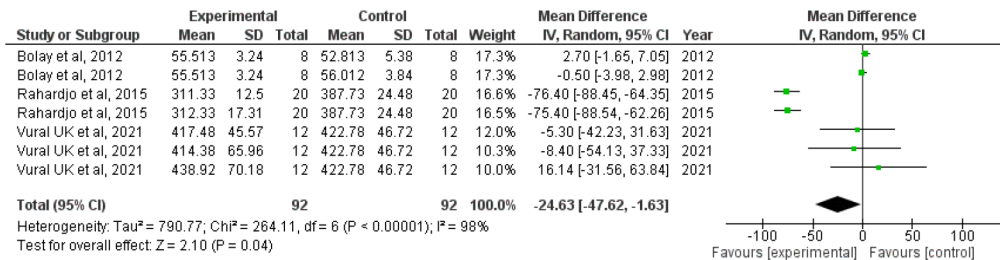 Experimental Control Mean Difference Mean Difference
Study or Subgroup Mean SD Total Mean SD Total Weight IV, Random, 95% CI Year IV, Random, 95% CI
Bolay et al, 2012 55.513 3.24 8 52.813 5.38 8 17.3% 2.70 [-1.65, 7.05] 2012
Bolay et al, 2012 55.513 3.24 8 56.012 3.84 8 17.3% -0.50 [-3.98, 2.98] 2012
Rahardjo et al, 2015 311.33 12.5 20 387.73 24.48 20 16.6% -76.40 [-88.45, -64.35] 2015
Rahardjo et al, 2015 312.33 17.31 20 387.73 24.48 20 16.6% -75.40 [-88.54, -62.26] 2015
Vural UK et al, 2021 417.48 45.57 12 422.78 46.72 12 12.0% -5.30 [-42.23, 31.63] 2021
Vural UK et al, 2021 414.38 65.96 12 422.78 46.72 12 10.3% -8.40 [-54.13, 37.33] 2021
Vural UK et al, 2021 438.92 70.18 12 422.78 46.72 12 10.0% 16.14 [-31.56, 63.84] 2021
Total (95% CI) 92 92 100.0% -24.63 [-47.62, -1.63]
Heterogeneity: Tau² = 790.77; Chi² = 264.11, df = 6 (P < 0.00001); I² = 98%
Test for overall effect: Z = 2.10 (P = 0.04)
-100 -50 0 50 100
Favours [experimental] Favours [control]